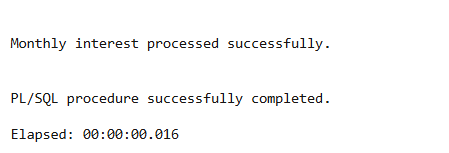 Monthly interest processed successfully.
PL/SQL procedure successfully completed.
Elapsed: 00:00:00.016